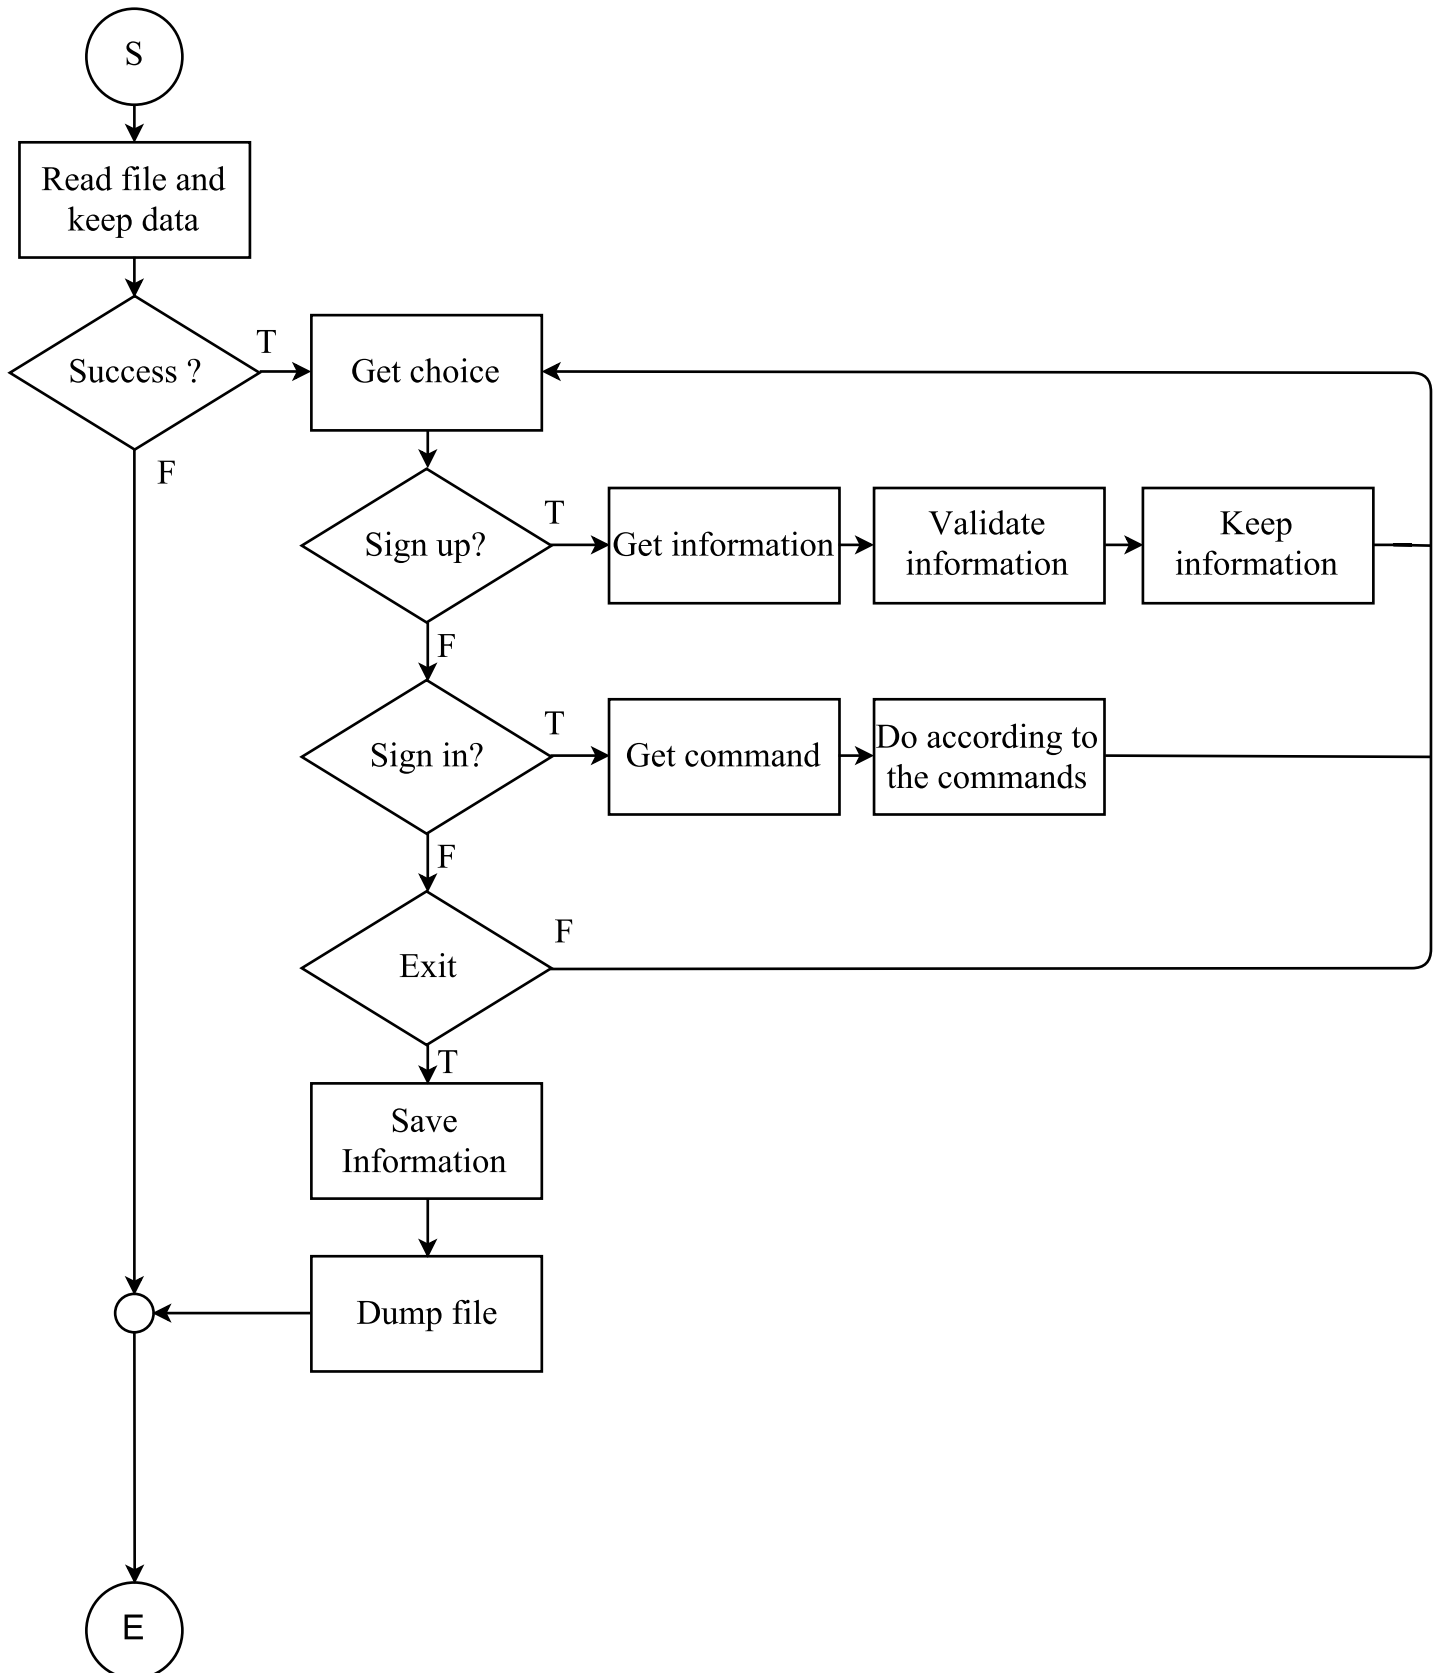 S
Read file and
keep data
Success ?
T
F
Get choice
Sign up?
T
Get information
Validate
information
Keep
information
F
Sign in?
T
Get command
Do according to
the commands
F
Exit
F
T
Save
Information
Dump file
E